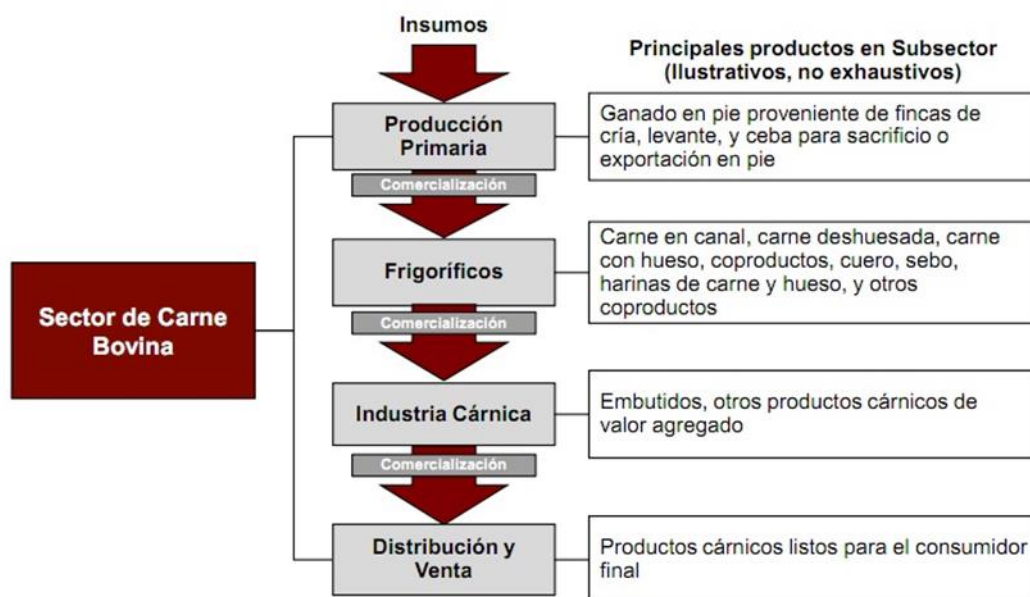 Insumos
Principales productos en Subsector
(Ilustrativos, no exhaustivos)
Producción
Primaria
Ganado en pie proveniente de fincas de
cría, levante, y ceba para sacrificio o
exportación en pie
Comercialización
Frigoríficos
Carne en canal, carne deshuesada, carne
con hueso, coproductos, cuero, sebo,
harinas de carne y hueso, y otros
coproductos
Sector de Carne
Bovina
Comercialización
Industria Cárnica
Embutidos, otros productos cárnicos de
valor agregado
Comercialización
Distribución y
Venta
Productos cárnicos listos para el consumidor
final